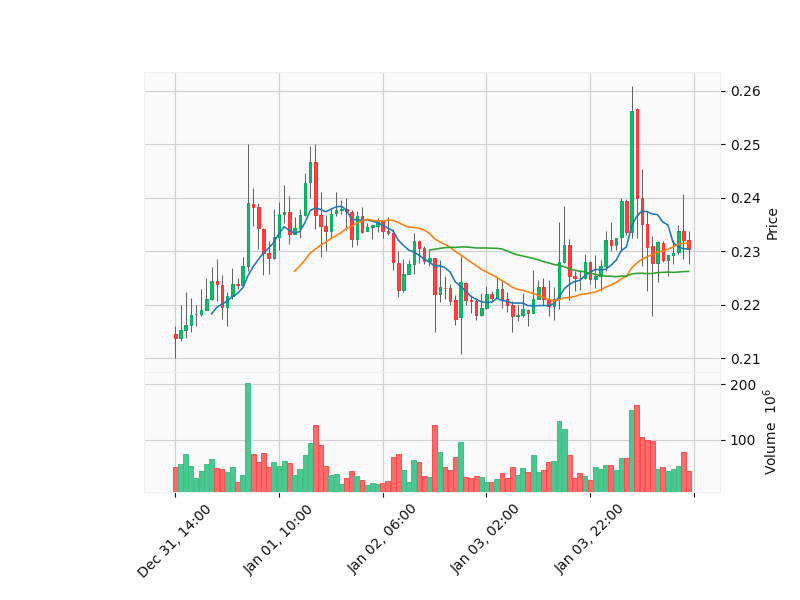 0.26
0.25
0.24
0.23
0.22
0.21
Price
200
100
Volume 10^6
Dec 31, 14:00
Jan 01, 10:00
Jan 02, 06:00
Jan 03, 02:00
Jan 03, 22:00